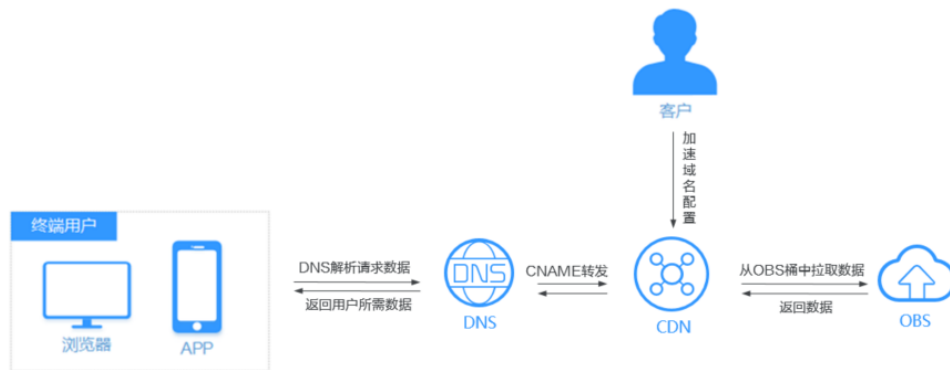 客户
加速域名配置
终端用户
浏览器
APP
DNS解析请求数据
返回用户所需数据
DNS
DNS
CNAME转发
CDN
从OBS桶中拉取数据
返回数据
OBS